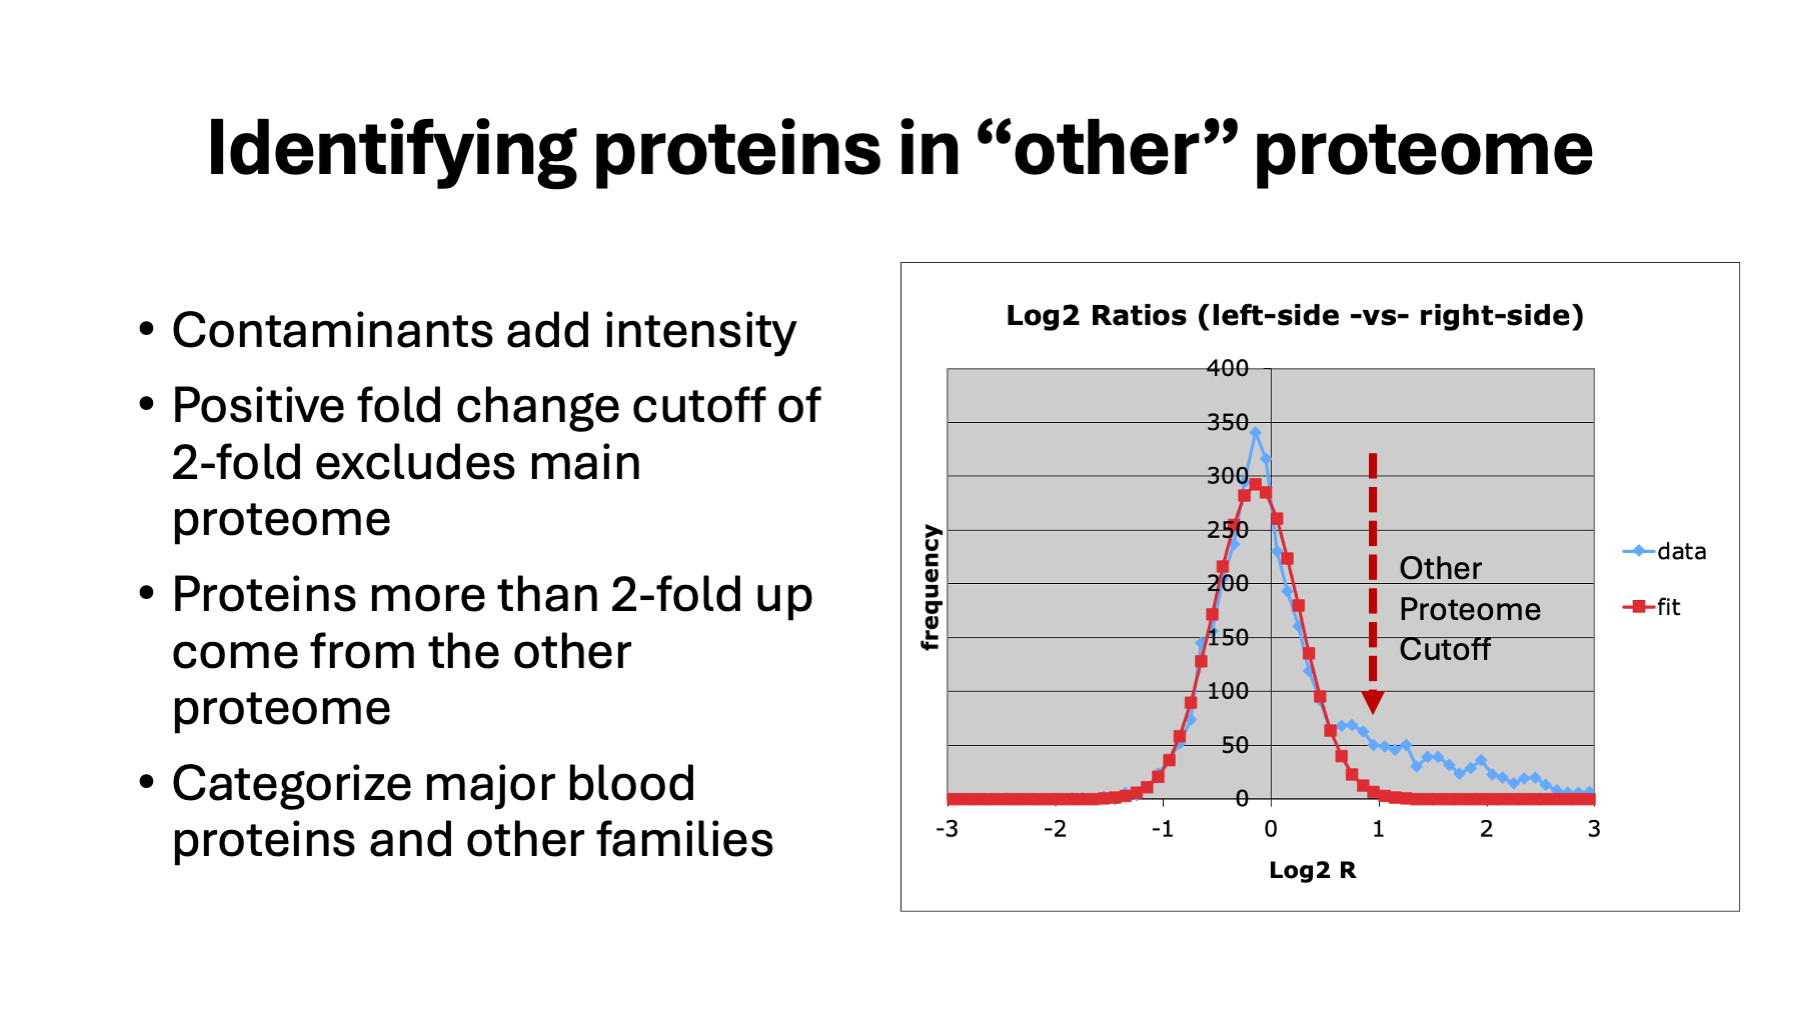 Identifying proteins in “other” proteome
• Contaminants add intensity
• Positive fold change cutoff of
2-fold excludes main
proteome
• Proteins more than 2-fold up
come from the other
proteome
• Categorize major blood
proteins and other families
Log2 Ratios (left-side -vs- right-side)
400
350
300
250
200
150
100
50
0
frequency
-3
-2
-1
0
1
2
3
Log2 R
Other
Proteome
Cutoff
data
fit